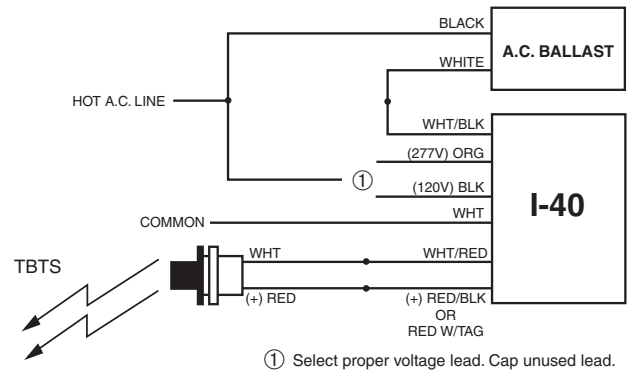 BLACK
A.C. BALLAST
WHITE
HOT A.C. LINE
WHT/BLK
(277V) ORG
1
(120V) BLK
I-40
WHT
COMMON
TBTS
WHT
WHT/RED
(+) RED
(+) RED/BLK
OR
RED W/TAG
1 Select proper voltage lead. Cap unused lead.